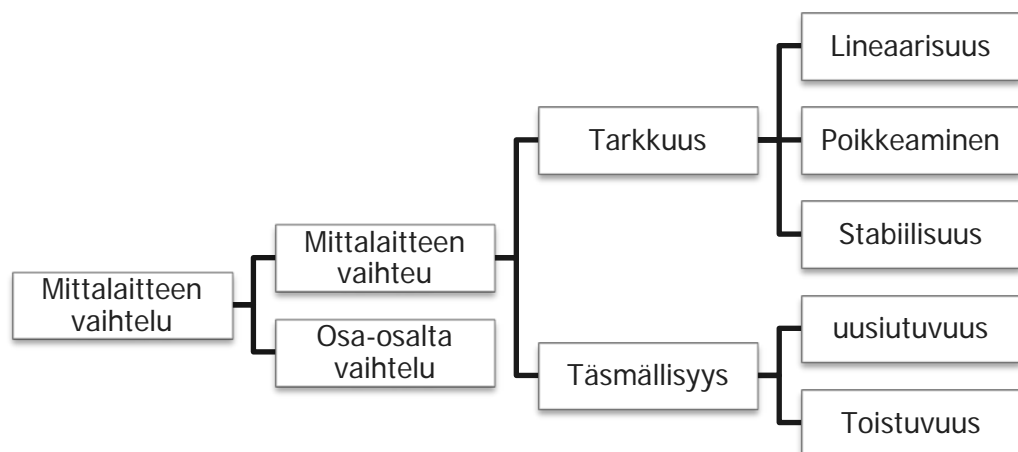 Mittalaitteen
vaihtelu
Mittalaitteen
vaihteu
Osa-osalta
vaihtelu
Tarkkuus
Täsmällisyys
Lineaarisuus
Poikkeaminen
Stabiilisuus
uusiutuvuus
Toistuvuus